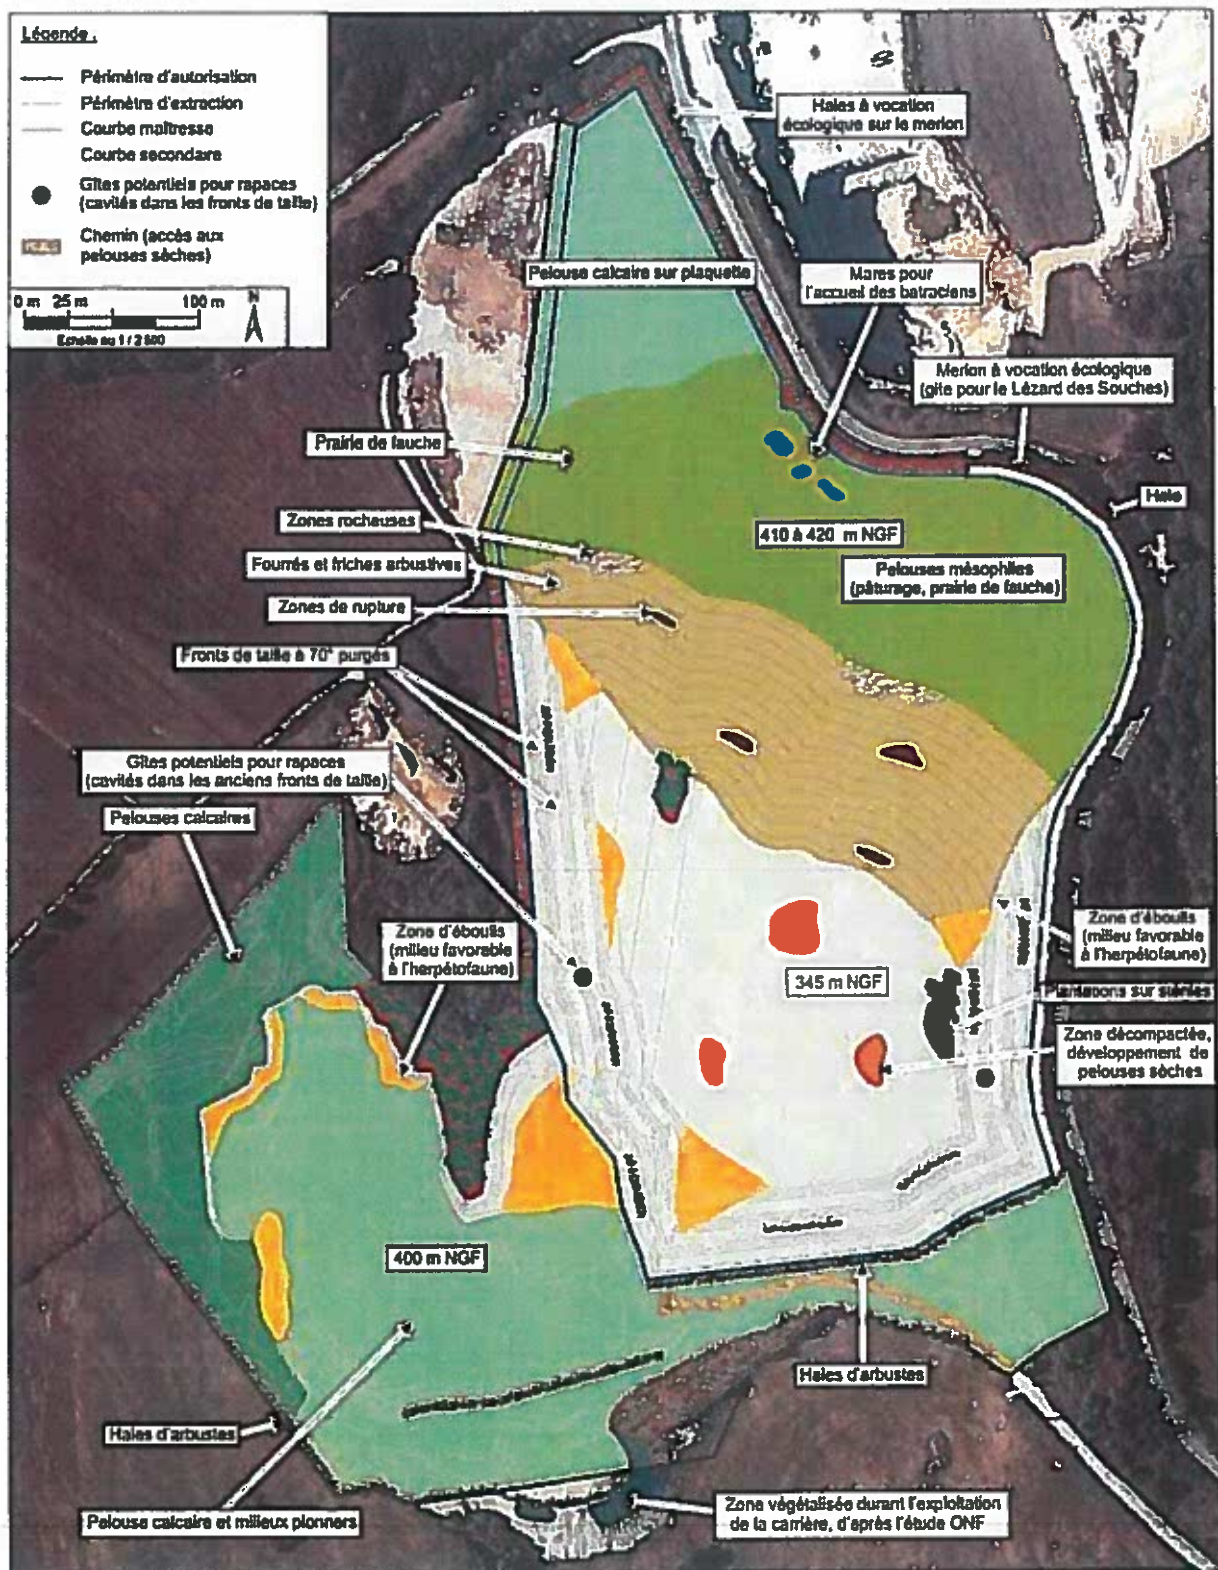 Légende :
Périmètre d'autorisation
Périmètre d'extraction
Courbe maîtresse
Courbe secondaire
Gîtes potentiels pour rapaces
(cavités dans les fronts de taille)
Chemin (accès aux
pelouses sèches)
0 m 25 m 100 m N
Echelle au 1 / 2 500
Haies à vocation
écologique sur le merlon
Pelouse calcaire sur plaquette
Mares pour
l'accueil des batraciens
Merlon à vocation écologique
(gîte pour le Lézard des Souches)
Prairie de fauche
Haie
Zones rocheuses
410 à 420 m NGF
Fourrés et friches arbustives
Pelouses mésophiles
(pâturage, prairie de fauche)
Zones de rupture
Fronts de taille à 70° purgés
Gîtes potentiels pour rapaces
(cavités dans les anciens fronts de taille)
Pelouses calcaires
Zone d'éboulis
(milieu favorable
à l'herpétofaune)
Zone d'éboulis
(milieu favorable
à l'herpétofaune)
345 m NGF
Plantations sur stériles
Zone décompactée,
développement de
pelouses sèches
400 m NGF
Haies d'arbustes
Haies d'arbustes
Pelouse calcaire et milieux pionners
Zone végétalisée durant l'exploitation
de la carrière, d'après l'étude ONF